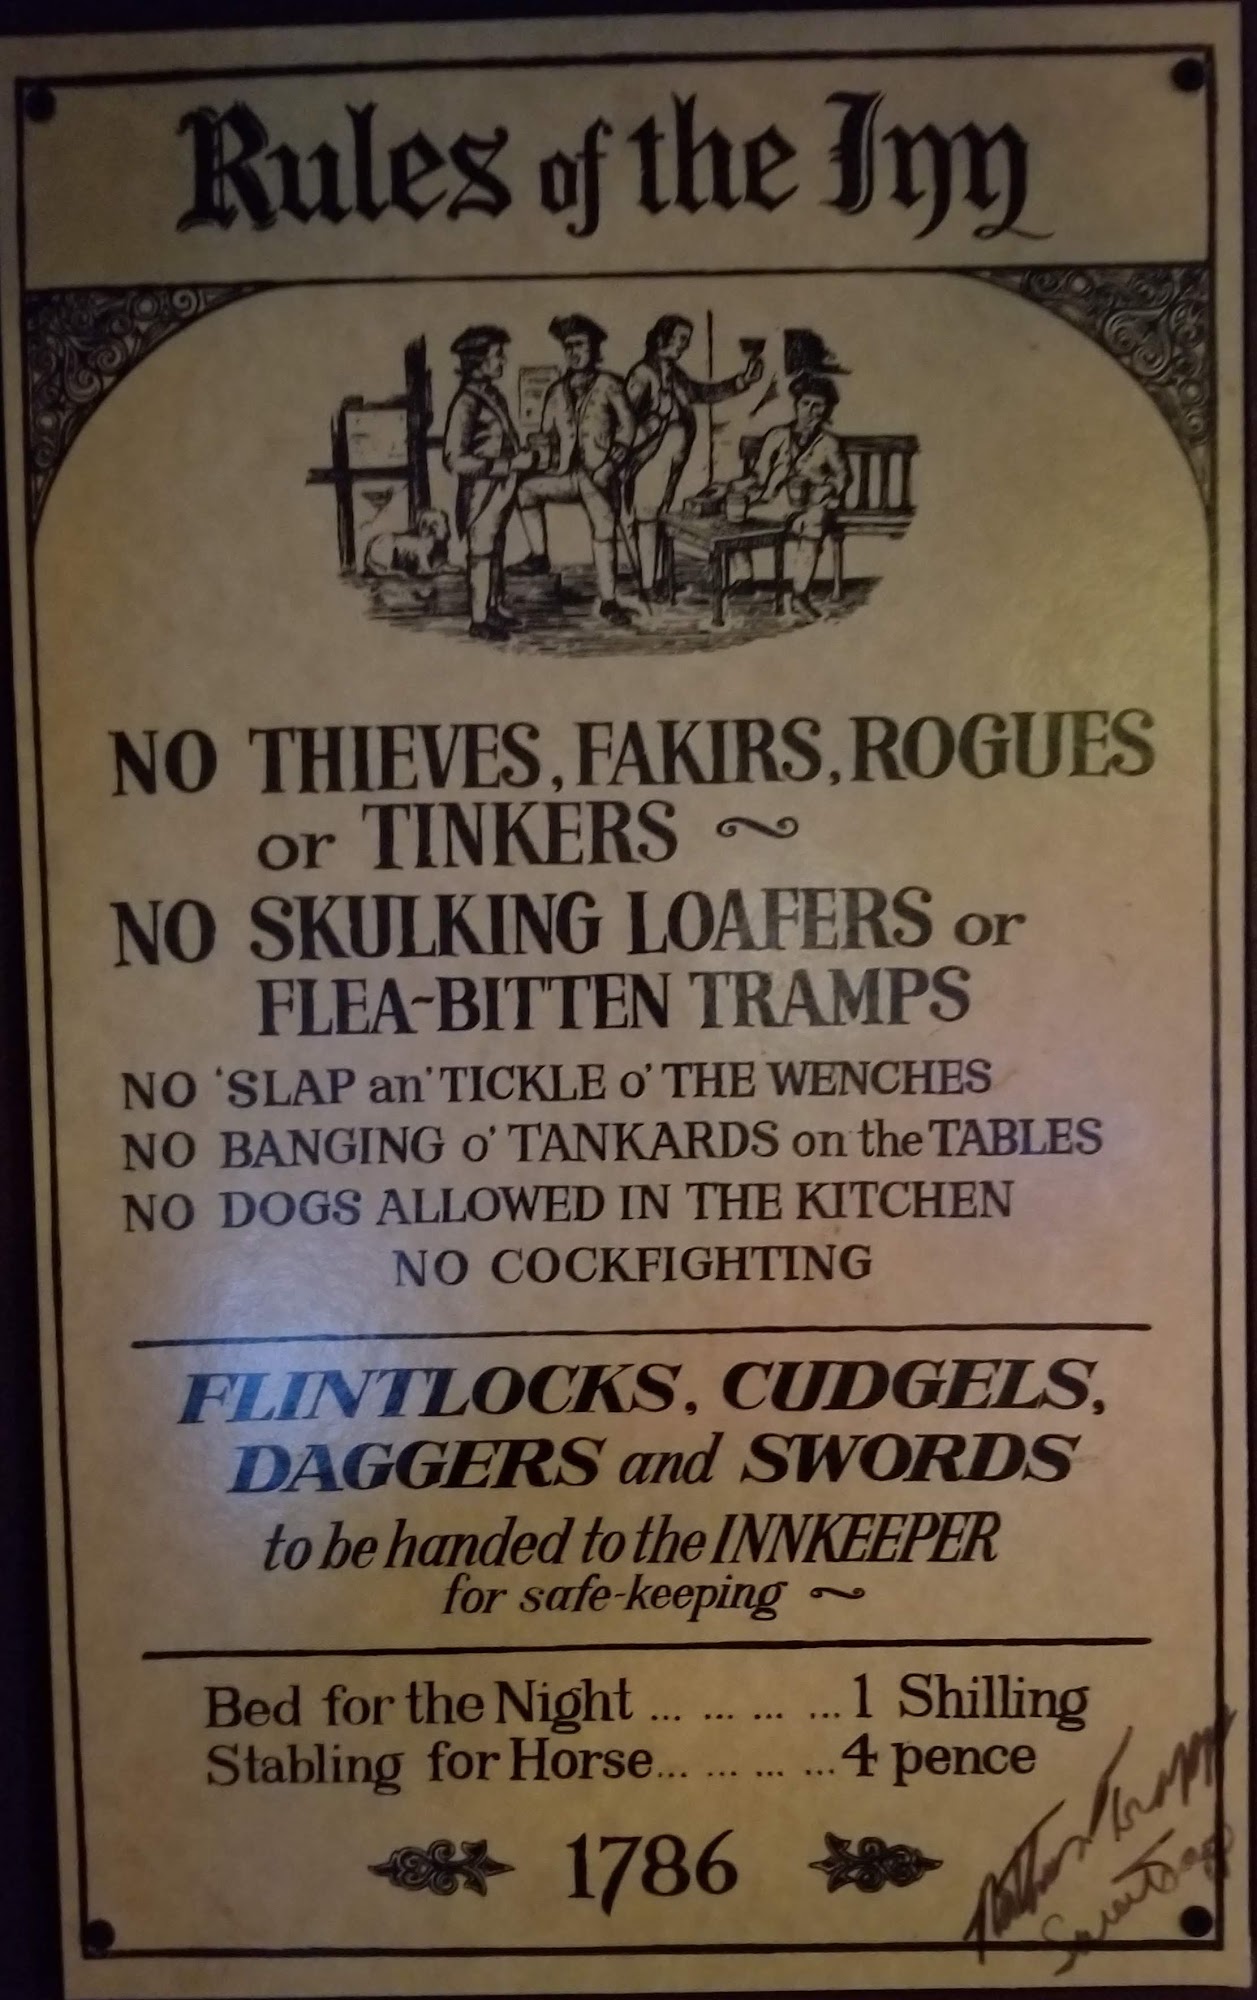 Rules of the Inn
NO THIEVES, FAKIRS, ROGUES
or TINKERS ~
NO SKULKING LOAFERS or
FLEA-BITTEN TRAMPS
NO 'SLAP an' TICKLE o' THE WENCHES
NO BANGING o' TANKARDS on the TABLES
NO DOGS ALLOWED IN THE KITCHEN
NO COCKFIGHTING
FLINTLOCKS, CUDGELS,
DAGGERS and SWORDS
to be handed to the INNKEEPER
for safe-keeping ~
Bed for the Night ... ... ... ... 1 Shilling
Stabling for Horse... ... ... ... 4 pence
1786